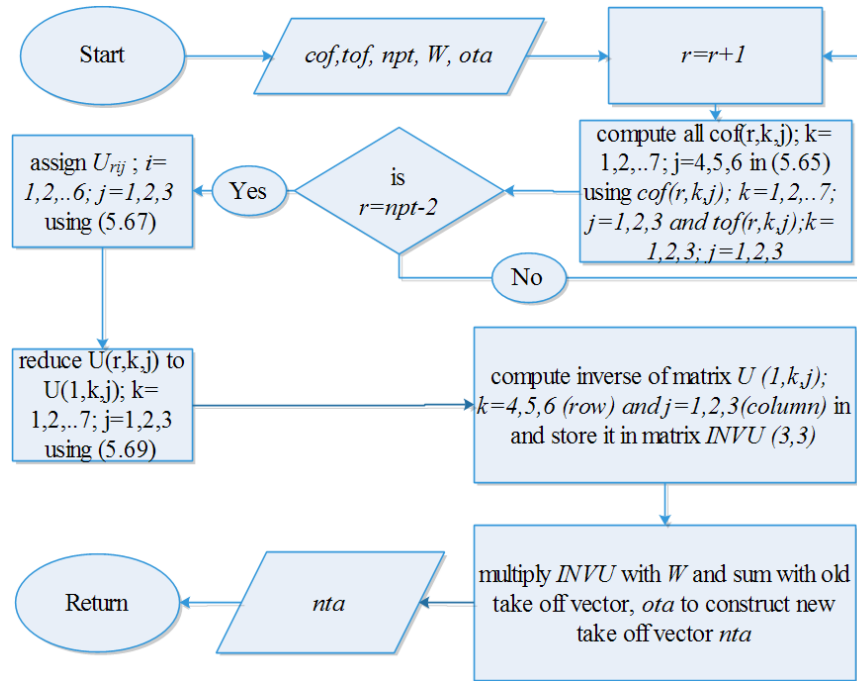 Start
cof,tof, npt, W, ota
r=r+1
compute all cof(r,k,j); k=
1,2,..7; j=4,5,6 in (5.65)
using cof(r,k,j); k=1,2,..7;
j=1,2,3 and tof(r,k,j);k=
1,2,3; j=1,2,3
is
r=npt-2
Yes
No
assign Urij ; i=
1,2,..6; j=1,2,3
using (5.67)
reduce U(r,k,j) to
U(1,k,j); k=
1,2,..7; j=1,2,3
using (5.69)
compute inverse of matrix U (1,k,j);
k=4,5,6 (row) and j=1,2,3(column) in
and store it in matrix INVU (3,3)
multiply INVU with W and sum with old
take off vector, ota to construct new
take off vector nta
nta
Return